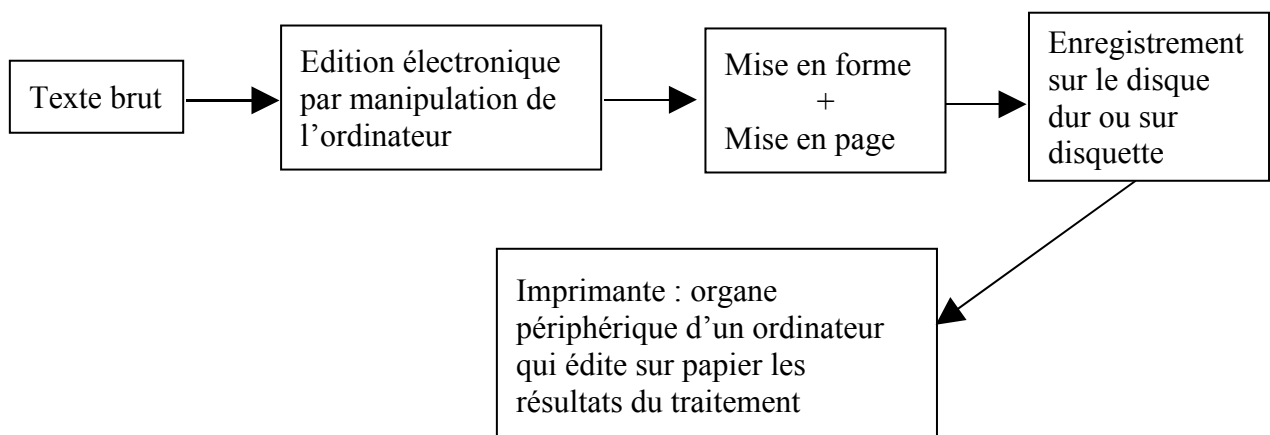 Texte brut
Edition électronique
par manipulation de
l’ordinateur
Mise en forme
+
Mise en page
Enregistrement
sur le disque
dur ou sur
disquette
Imprimante : organe
périphérique d’un ordinateur
qui édite sur papier les
résultats du traitement